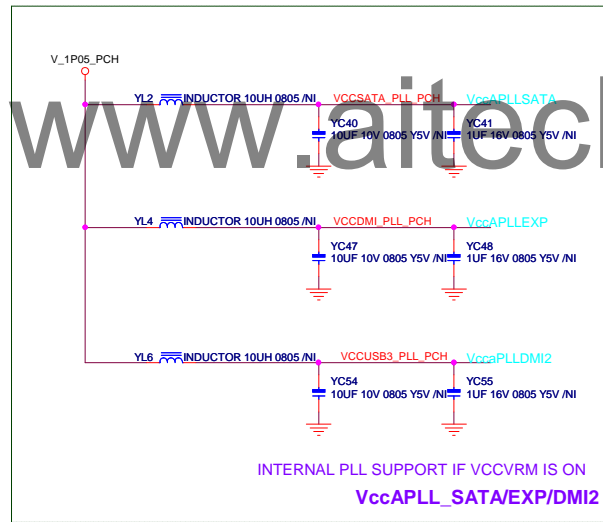 V_1P05_PCH
YL2 INDUCTOR 10UH 0805 /NI VCCSATA_PLL_PCH VccAPLLSATA
www.aitech
YC40 YC41
10UF 10V 0805 Y5V /NI 1UF 16V 0805 Y5V /NI
YL4 INDUCTOR 10UH 0805 /NI VCCDMI_PLL_PCH VccAPLLEXP
YC47 YC48
10UF 10V 0805 Y5V /NI 1UF 16V 0805 Y5V /NI
YL6 INDUCTOR 10UH 0805 /NI VCCUSB3_PLL_PCH VccaPLLDMI2
YC54 YC55
10UF 10V 0805 Y5V /NI 1UF 16V 0805 Y5V /NI
INTERNAL PLL SUPPORT IF VCCVRM IS ON
VccAPLL_SATA/EXP/DMI2